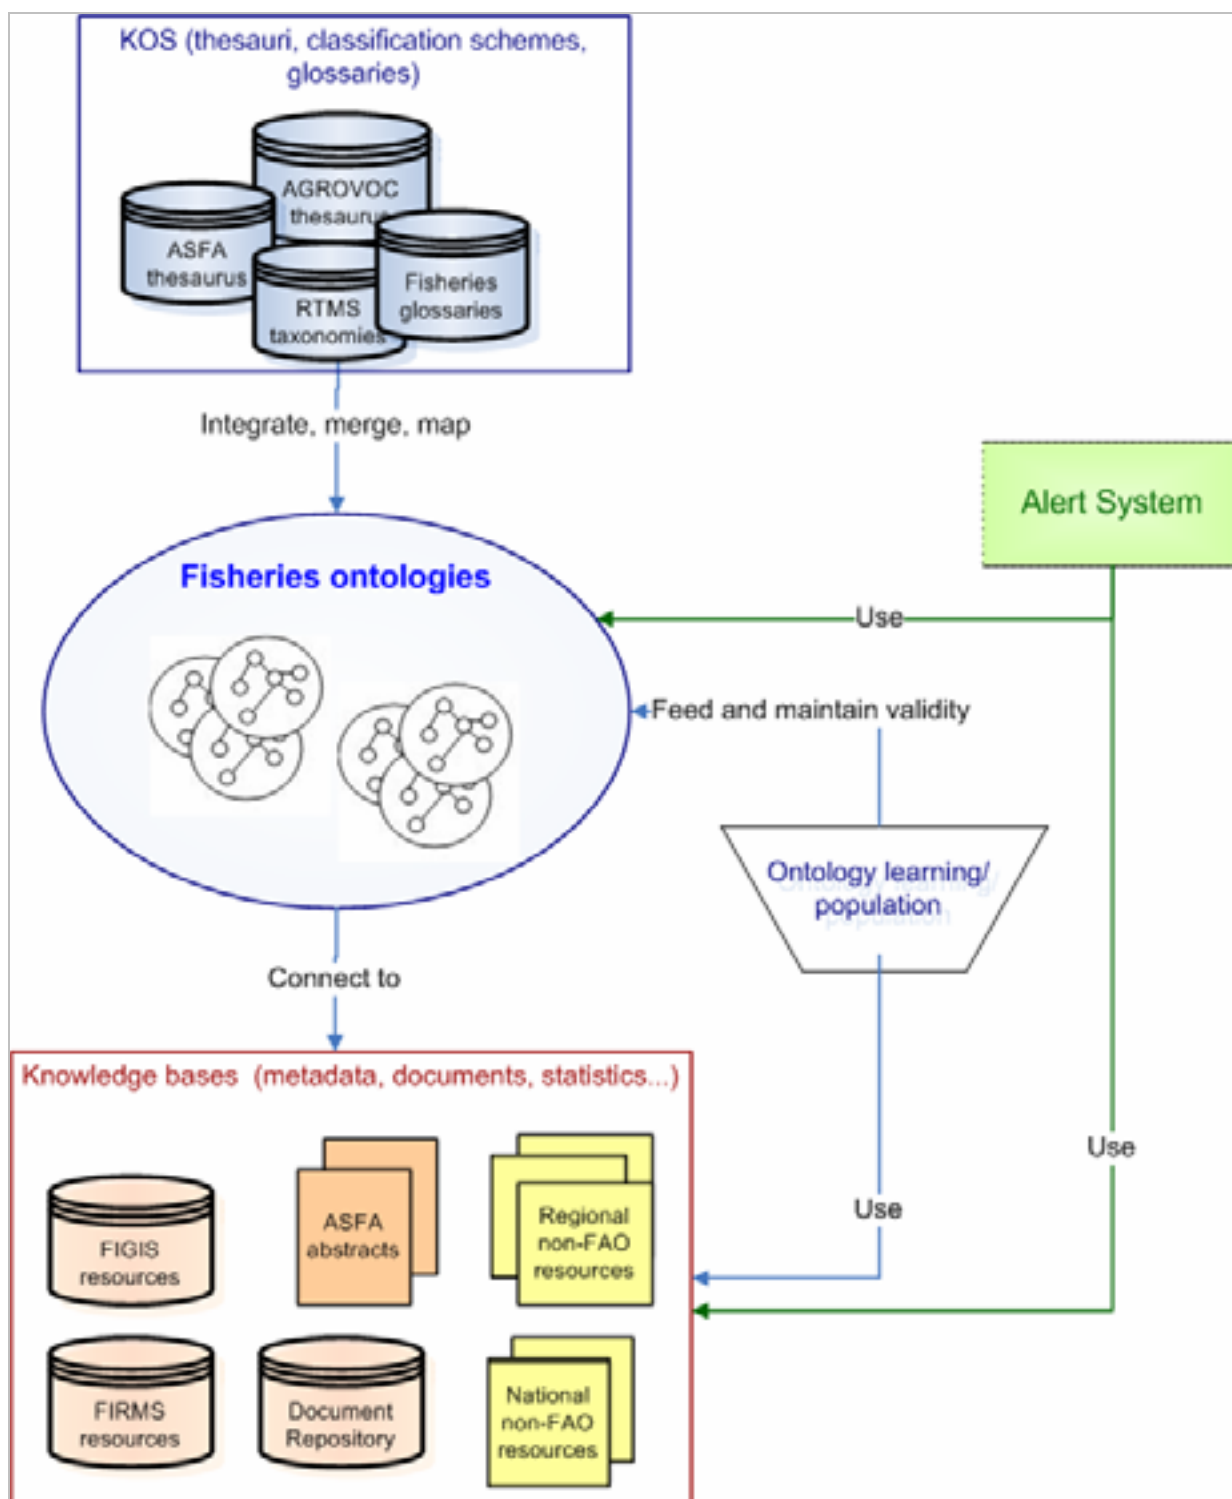 KOS (thesauri, classification schemes,
glossaries)
AGROVOC
thesaurus
ASFA
thesaurus
RTMS
taxonomies
Fisheries
glossaries
Integrate, merge, map
Alert System
Fisheries ontologies
Use
Feed and maintain validity
Ontology learning/
population
Connect to
Knowledge bases (metadata, documents, statistics...)
Use
Use
FIGIS
resources
ASFA
abstracts
Regional
non-FAO
resources
FIRMS
resources
Document
Repository
National
non-FAO
resources